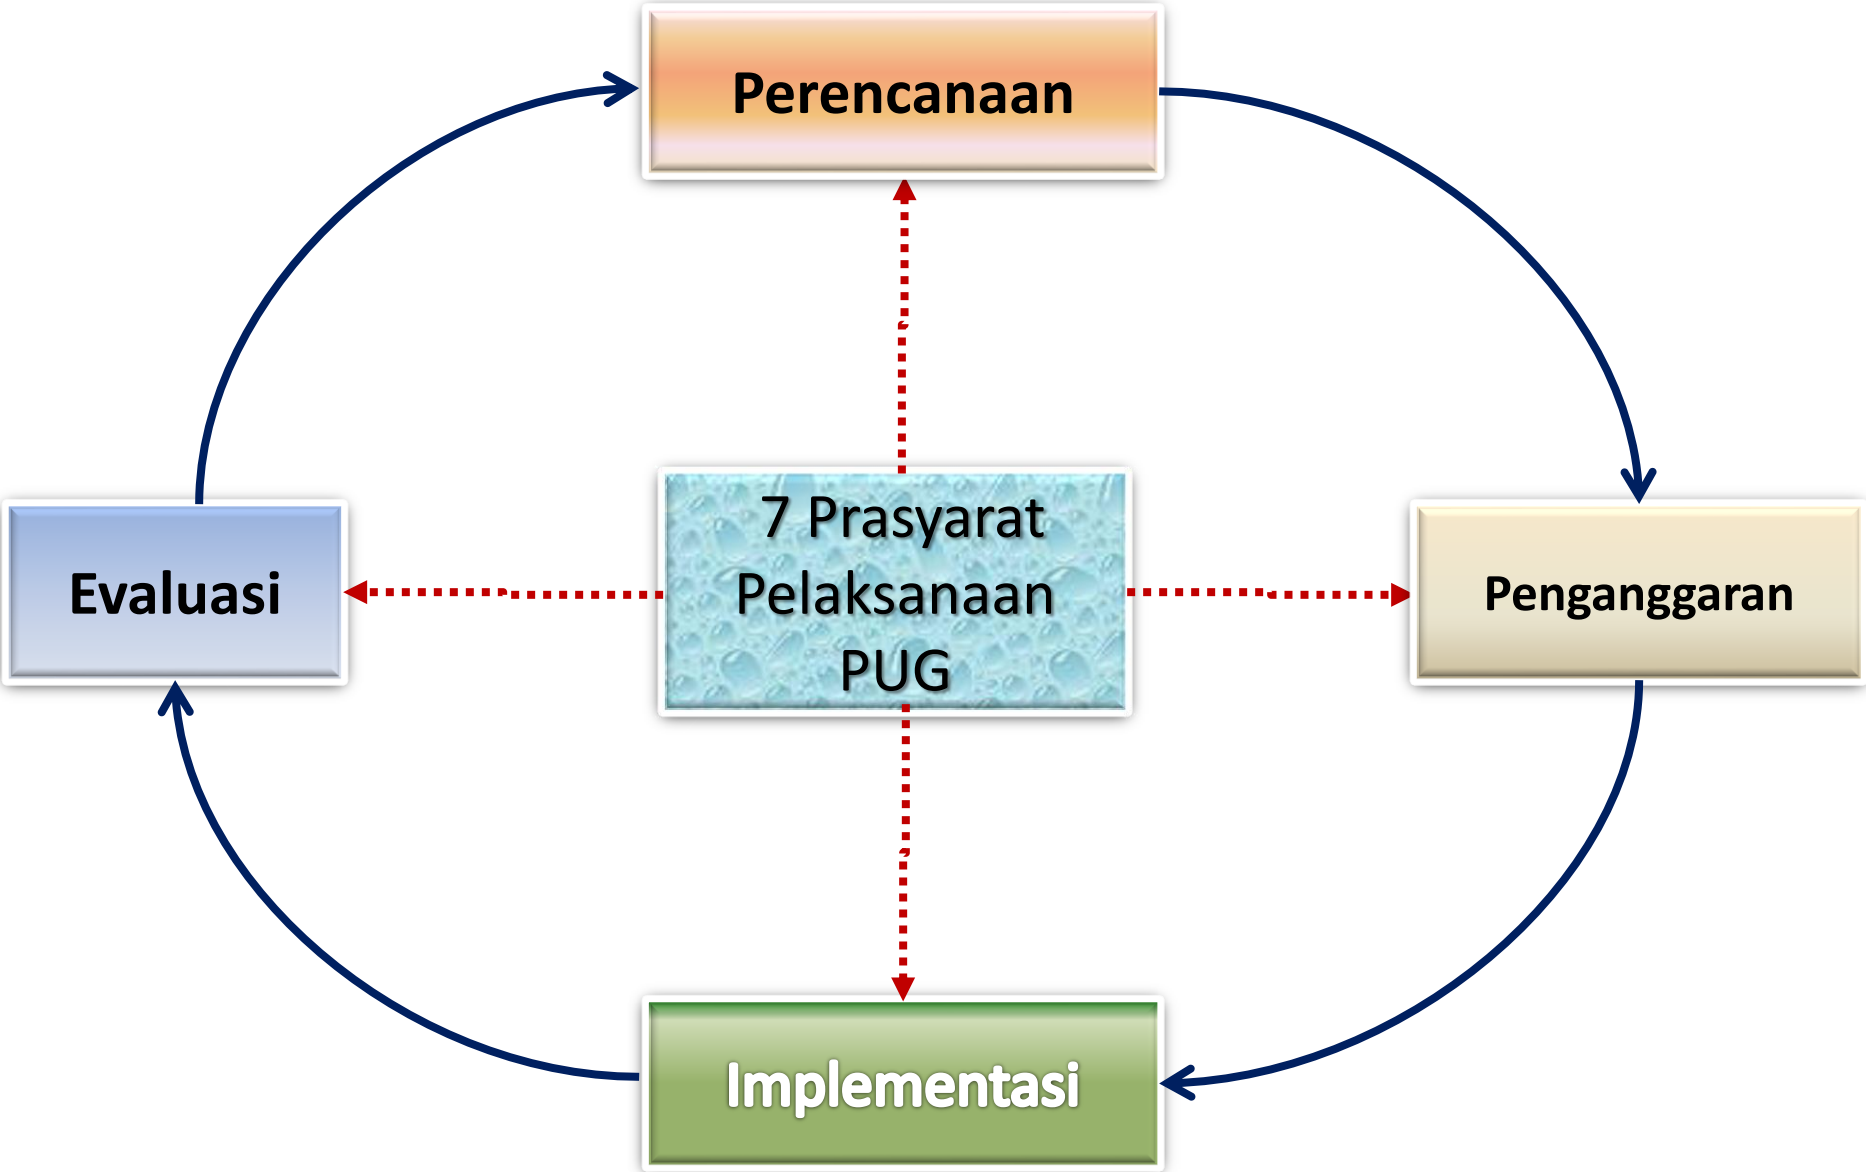 Perencanaan
7 Prasyarat
Pelaksanaan
PUG
Evaluasi
Penganggaran
Implementasi